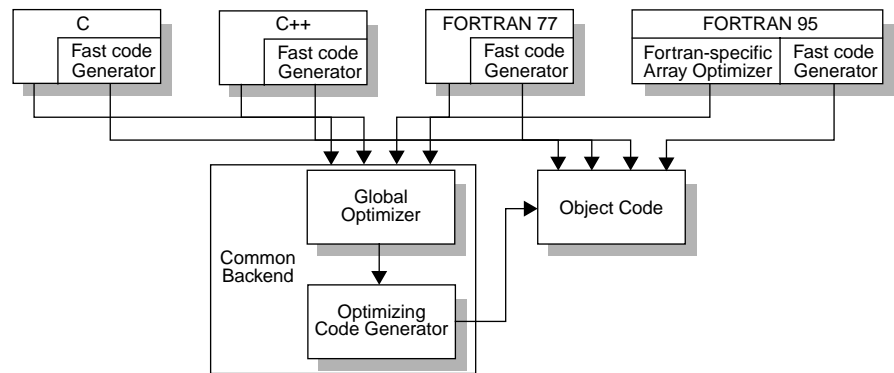 C
Fast code
Generator
C++
Fast code
Generator
FORTRAN 77
Fast code
Generator
FORTRAN 95
Fortran-specific
Array Optimizer
Fast code
Generator
Global
Optimizer
Object Code
Common
Backend
Optimizing
Code Generator